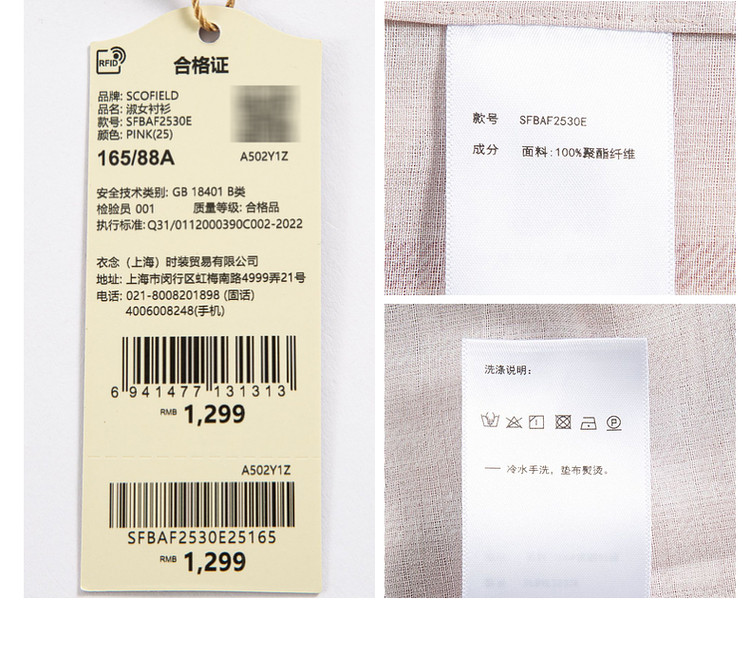 RFID
合格证
品牌: SCOFIELD
品名: 淑女衬衫
款号: SFBAF2530E
颜色: PINK(25)
165/88A A502Y1Z
安全技术类别: GB 18401 B类
检验员 001 质量等级: 合格品
执行标准: Q31/0112000390C002-2022
衣念（上海）时装贸易有限公司
地址: 上海市闵行区虹梅南路4999弄21号
电话: 021-8008201898 (固话)
4006008248(手机)
6 941477 131313
RMB 1,299
A502Y1Z
SFBAF2530E25165
RMB 1,299
款号 SFBAF2530E
成分 面料:100%聚酯纤维
洗涤说明:
P
一 冷水手洗，垫布熨烫。